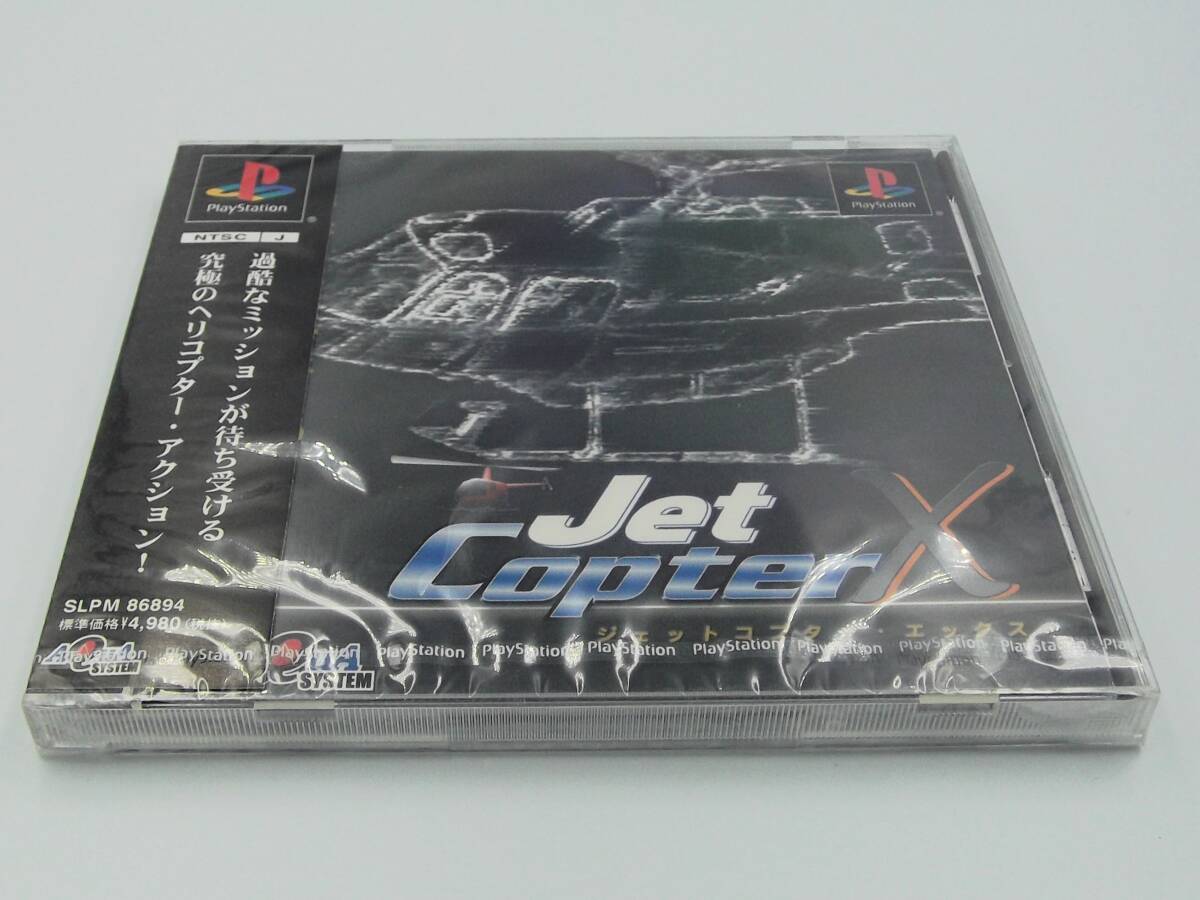 PlayStation
NTSC J
過酷なミッションが待ち受ける
究極のヘリコプター・アクション!
SLPM 86894
標準価格¥4,980(税抜)
SYSTEM
PlayStation
Jet
Copter X
ジェットコプター・エックス
SYSTEM
PlayStation PlayStation PlayStation PlayStation PlayStation PlayStation PlayStation PlayStation PlayStation